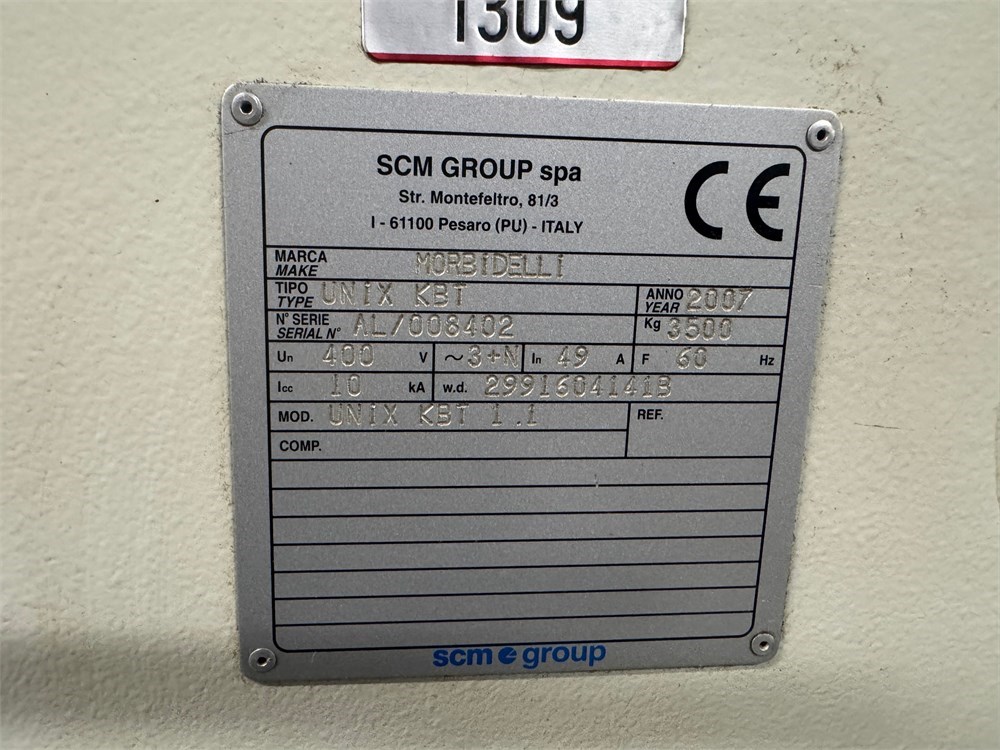 1309
SCM GROUP spa
Str. Montefeltro, 81/3
I - 61100 Pesaro (PU) - ITALY
CE
MARCA
MAKE
MORBiDELLi
TIPO
TYPE
UNiX KBT
ANNO
YEAR
2007
N° SERIE
SERIAL N°
AL/008402
Kg 3500
Un 400 V ~3+N In 49 A F 60 Hz
Icc 10 kA w.d. 2991604141B
MOD. UNiX KBT 1.1
REF.
COMP.
scm group